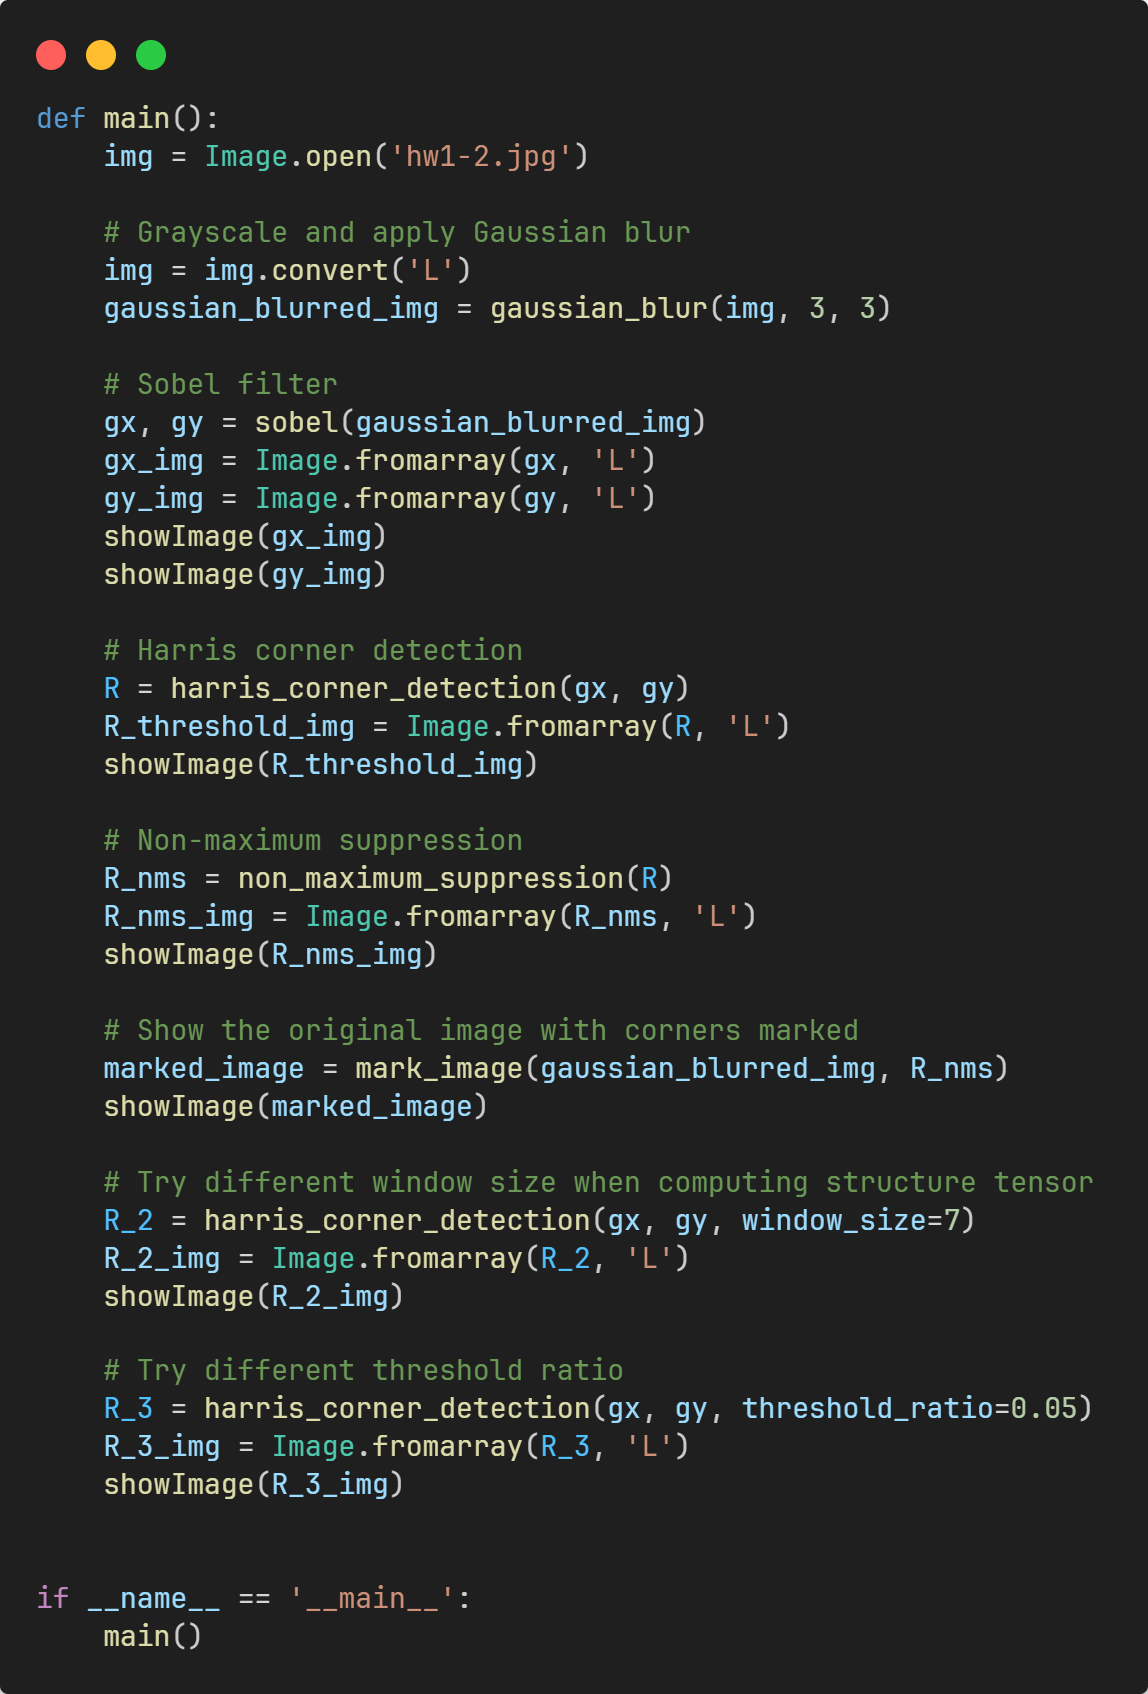 def main():
    img = Image.open('hw1-2.jpg')

    # Grayscale and apply Gaussian blur
    img = img.convert('L')
    gaussian_blurred_img = gaussian_blur(img, 3, 3)

    # Sobel filter
    gx, gy = sobel(gaussian_blurred_img)
    gx_img = Image.fromarray(gx, 'L')
    gy_img = Image.fromarray(gy, 'L')
    showImage(gx_img)
    showImage(gy_img)

    # Harris corner detection
    R = harris_corner_detection(gx, gy)
    R_threshold_img = Image.fromarray(R, 'L')
    showImage(R_threshold_img)

    # Non-maximum suppression
    R_nms = non_maximum_suppression(R)
    R_nms_img = Image.fromarray(R_nms, 'L')
    showImage(R_nms_img)

    # Show the original image with corners marked
    marked_image = mark_image(gaussian_blurred_img, R_nms)
    showImage(marked_image)

    # Try different window size when computing structure tensor
    R_2 = harris_corner_detection(gx, gy, window_size=7)
    R_2_img = Image.fromarray(R_2, 'L')
    showImage(R_2_img)

    # Try different threshold ratio
    R_3 = harris_corner_detection(gx, gy, threshold_ratio=0.05)
    R_3_img = Image.fromarray(R_3, 'L')
    showImage(R_3_img)


if __name__ == '__main__':
    main()